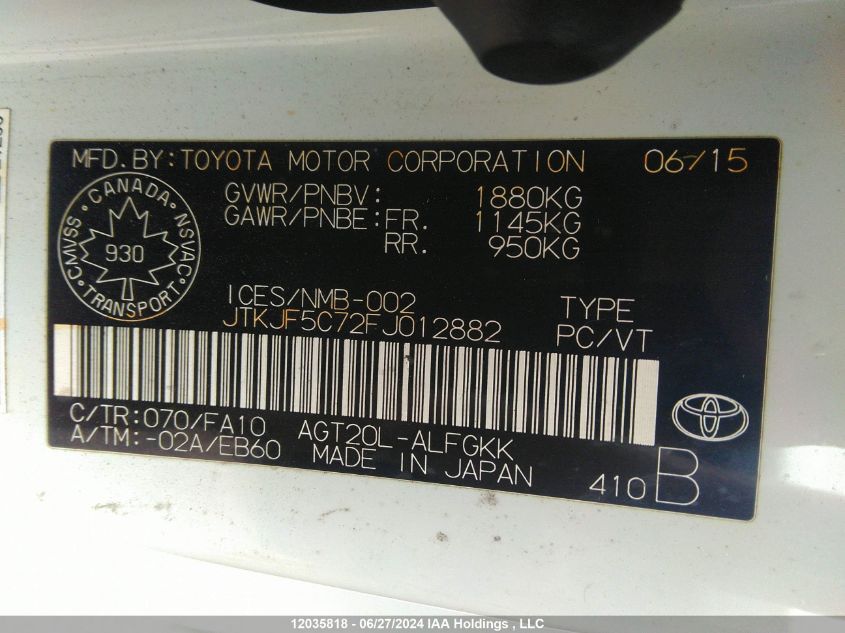 MFD.BY:TOYOTA MOTOR CORPORATION 06/15
GVWR/PNBV: 1880KG
GAWR/PNBE:FR. 1145KG
RR. 950KG
CANADA
CMVSS · NSVAC
930
TRANSPORT
ICES/NMB-002
JTKJF5C72FJ012882
TYPE
PC/VT
C/TR:070/FA10
A/TM:-02A/EB60
AGT20L-ALFGKK
MADE IN JAPAN
410 B
12035818 - 06/27/2024 IAA Holdings , LLC